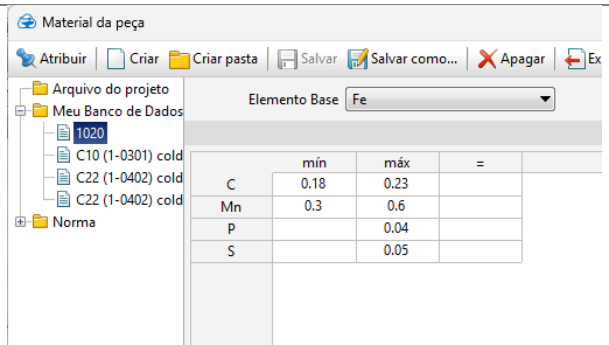 Material da peça
Atribuir Criar Criar pasta Salvar Salvar como... Apagar Ex
Arquivo do projeto
Meu Banco de Dados
1020
C10 (1-0301) cold
C22 (1-0402) cold
C22 (1-0402) cold
Norma
Elemento Base Fe
mín máx =
C 0.18 0.23
Mn 0.3 0.6
P 0.04
S 0.05